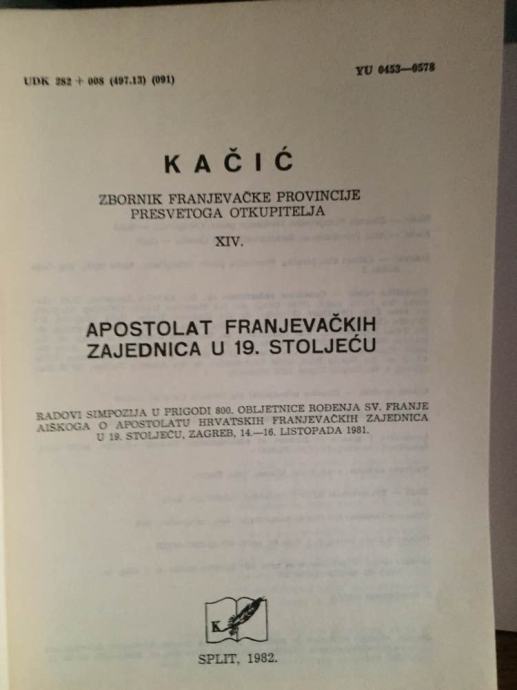 UDK 282 + 008 (497.13) (091)
YU 0453—0578
KAČIĆ
ZBORNIK FRANJEVAČKE PROVINCIJE
PRESVETOGA OTKUPITELJA
XIV.
APOSTOLAT FRANJEVAČKIH
ZAJEDNICA U 19. STOLJEĆU
RADOVI SIMPOZIJA U PRIGODI 800. OBLJETNICE ROĐENJA SV. FRANJE
AIŠKOGA O APOSTOLATU HRVATSKIH FRANJEVAČKIH ZAJEDNICA
U 19. STOLJEĆU, ZAGREB, 14.—16. LISTOPADA 1981.
K
SPLIT, 1982.